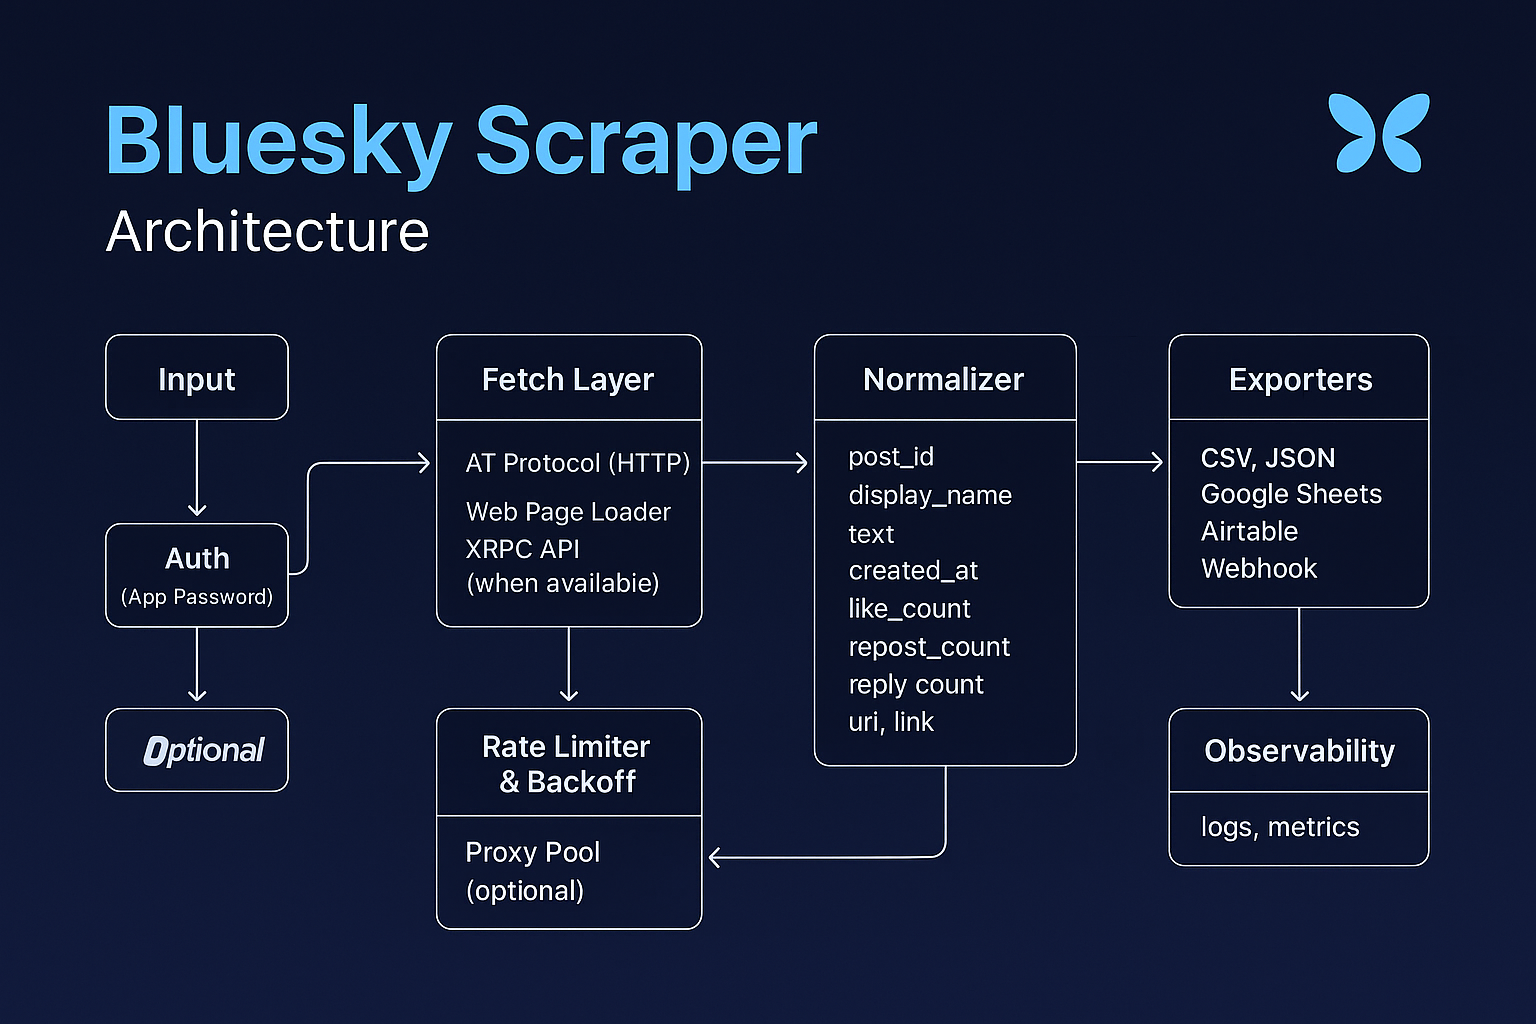 Bluesky Scraper
Architecture
Input
Auth
(App Password)
Optional
Fetch Layer
AT Protocol (HTTP)
Web Page Loader
XRPC API
(when availabie)
Rate Limiter
& Backoff
Proxy Pool
(optional)
Normalizer
post_id
display_name
text
created_at
like_count
repost_count
reply count
uri, link
Exporters
CSV, JSON
Google Sheets
Airtable
Webhook
Observability
logs, metrics